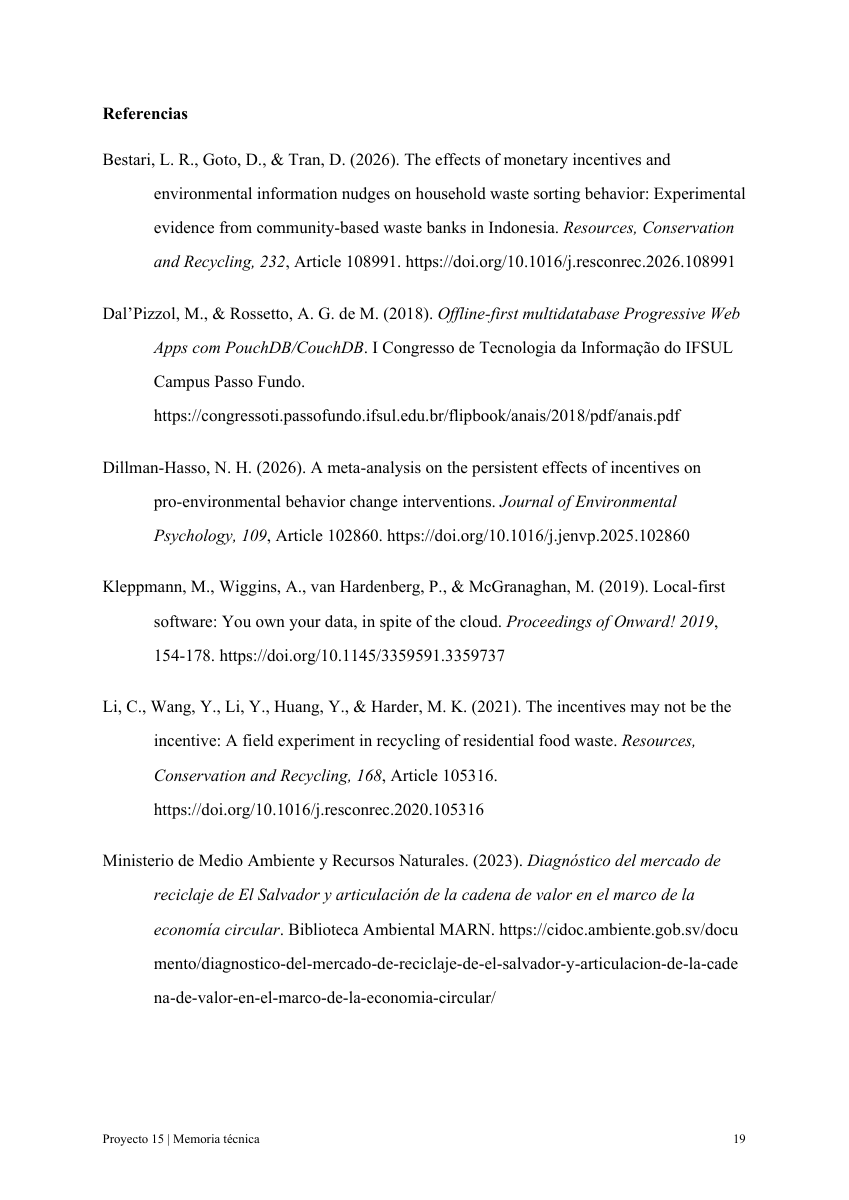 Referencias
Bestari, L. R., Goto, D., & Tran, D. (2026). The effects of monetary incentives and
environmental information nudges on household waste sorting behavior: Experimental
evidence from community-based waste banks in Indonesia. Resources, Conservation
and Recycling, 232, Article 108991. https://doi.org/10.1016/j.resconrec.2026.108991
Dal’Pizzol, M., & Rossetto, A. G. de M. (2018). Offline-first multidatabase Progressive Web
Apps com PouchDB/CouchDB. I Congresso de Tecnologia da Informação do IFSUL
Campus Passo Fundo.
https://congressoti.passofundo.ifsul.edu.br/flipbook/anais/2018/pdf/anais.pdf
Dillman-Hasso, N. H. (2026). A meta-analysis on the persistent effects of incentives on
pro-environmental behavior change interventions. Journal of Environmental
Psychology, 109, Article 102860. https://doi.org/10.1016/j.jenvp.2025.102860
Kleppmann, M., Wiggins, A., van Hardenberg, P., & McGranaghan, M. (2019). Local-first
software: You own your data, in spite of the cloud. Proceedings of Onward! 2019,
154-178. https://doi.org/10.1145/3359591.3359737
Li, C., Wang, Y., Li, Y., Huang, Y., & Harder, M. K. (2021). The incentives may not be the
incentive: A field experiment in recycling of residential food waste. Resources,
Conservation and Recycling, 168, Article 105316.
https://doi.org/10.1016/j.resconrec.2020.105316
Ministerio de Medio Ambiente y Recursos Naturales. (2023). Diagnóstico del mercado de
reciclaje de El Salvador y articulación de la cadena de valor en el marco de la
economía circular. Biblioteca Ambiental MARN. https://cidoc.ambiente.gob.sv/docu
mento/diagnostico-del-mercado-de-reciclaje-de-el-salvador-y-articulacion-de-la-cade
na-de-valor-en-el-marco-de-la-economia-circular/
Proyecto 15 | Memoria técnica
19